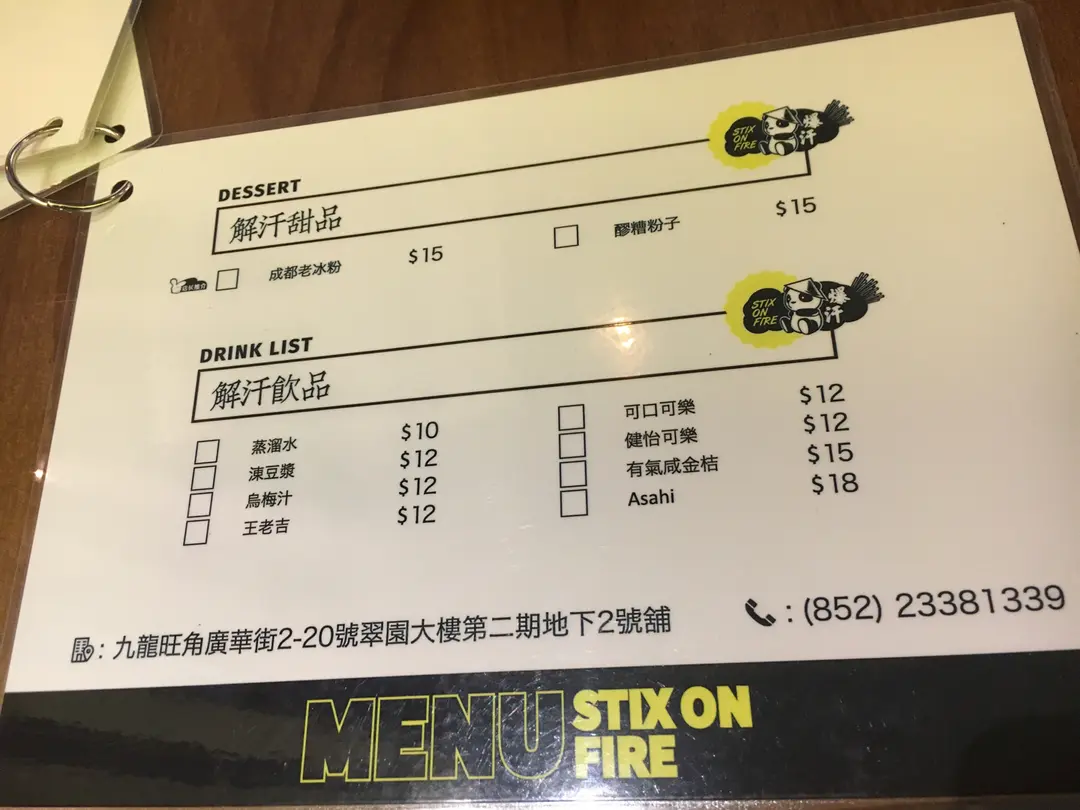 STIX ON FIRE 爆汗
DESSERT
解汗甜品
店長推介 成都老冰粉 $15 醪糟粉子 $15
STIX ON FIRE 爆汗
DRINK LIST
解汗飲品
蒸溜水 $10 可口可樂 $12
凍豆漿 $12 健怡可樂 $12
烏梅汁 $12 有氣咸金桔 $15
王老吉 $12 Asahi $18
: 九龍旺角廣華街2-20號翠園大樓第二期地下2號舖 : (852) 23381339
MENU STIX ON FIRE